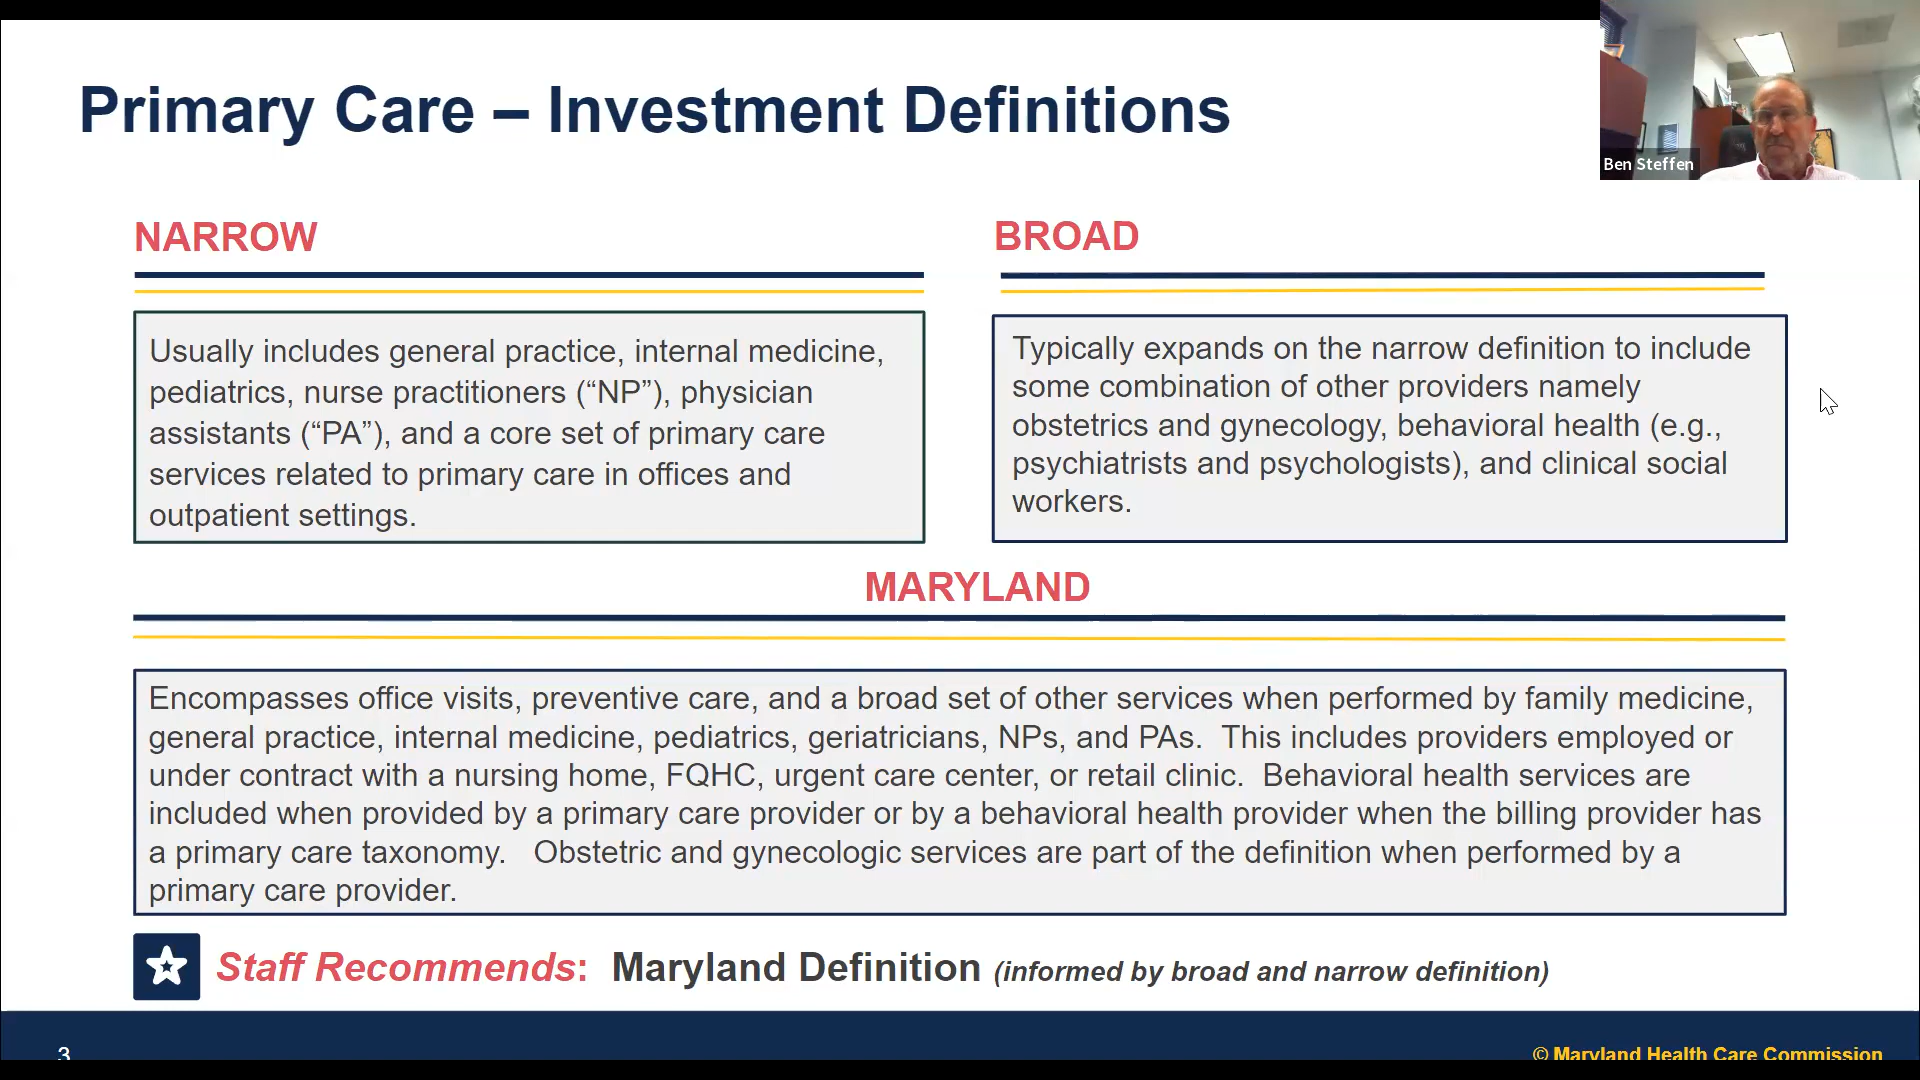 Primary Care – Investment Definitions
Ben Steffen
NARROW
Usually includes general practice, internal medicine,
pediatrics, nurse practitioners (“NP”), physician
assistants (“PA”), and a core set of primary care
services related to primary care in offices and
outpatient settings.
BROAD
Typically expands on the narrow definition to include
some combination of other providers namely
obstetrics and gynecology, behavioral health (e.g.,
psychiatrists and psychologists), and clinical social
workers.
MARYLAND
Encompasses office visits, preventive care, and a broad set of other services when performed by family medicine,
general practice, internal medicine, pediatrics, geriatricians, NPs, and PAs.  This includes providers employed or
under contract with a nursing home, FQHC, urgent care center, or retail clinic.  Behavioral health services are
included when provided by a primary care provider or by a behavioral health provider when the billing provider has
a primary care taxonomy.   Obstetric and gynecologic services are part of the definition when performed by a
primary care provider.
Staff Recommends:  Maryland Definition (informed by broad and narrow definition)
3
© Maryland Health Care Commission